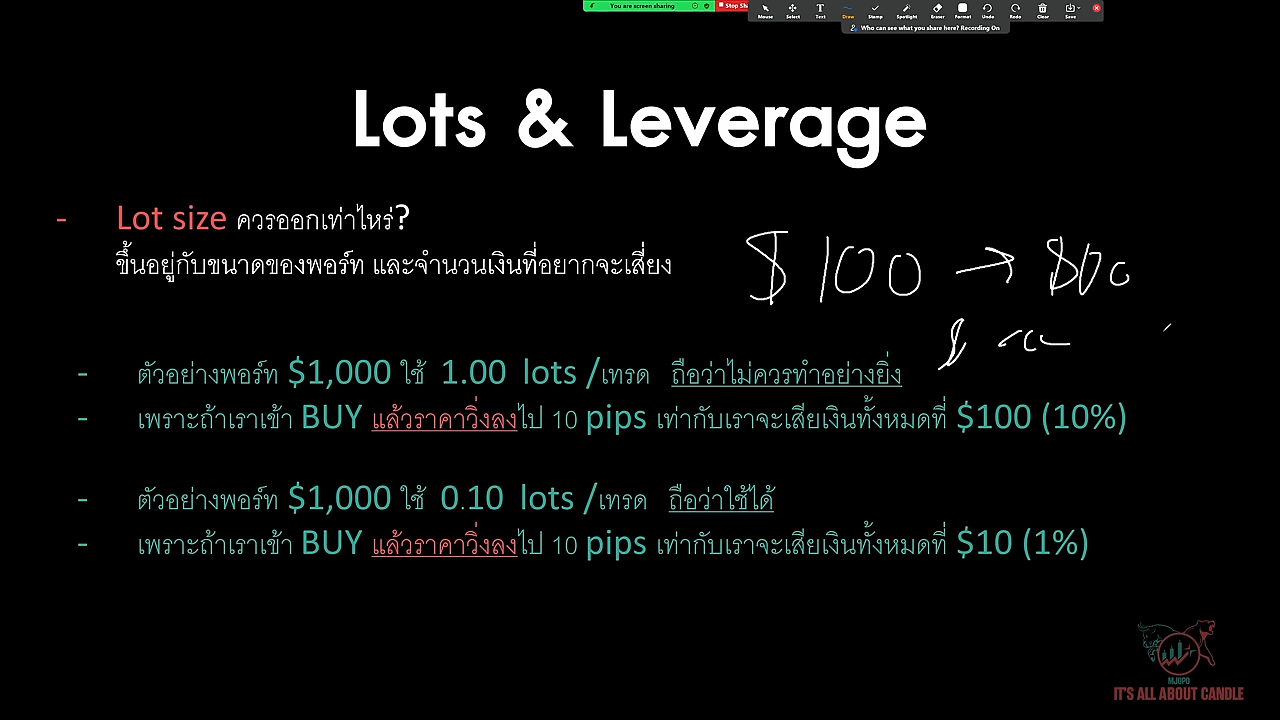 You are screen sharing
Stop Sha
Mouse Select Text Draw Stamp Spotlight Eraser Format Undo Redo Clear Save
Who can see what you share here? Recording On
Lots & Leverage
- Lot size ควรออกเท่าไหร่?
ขึ้นอยู่กับขนาดของพอร์ท และจำนวนเงินที่อยากจะเสี่ยง
$100 →
- ตัวอย่างพอร์ท $1,000 ใช้ 1.00 lots /เทรด ถือว่าไม่ควรทำอย่างยิ่ง
- เพราะถ้าเราเข้า BUY แล้วราคาวิ่งลงไป 10 pips เท่ากับเราจะเสียเงินทั้งหมดที่ $100 (10%)
- ตัวอย่างพอร์ท $1,000 ใช้ 0.10 lots /เทรด ถือว่าใช้ได้
- เพราะถ้าเราเข้า BUY แล้วราคาวิ่งลงไป 10 pips เท่ากับเราจะเสียเงินทั้งหมดที่ $10 (1%)
MJOPO
IT'S ALL ABOUT CANDLE